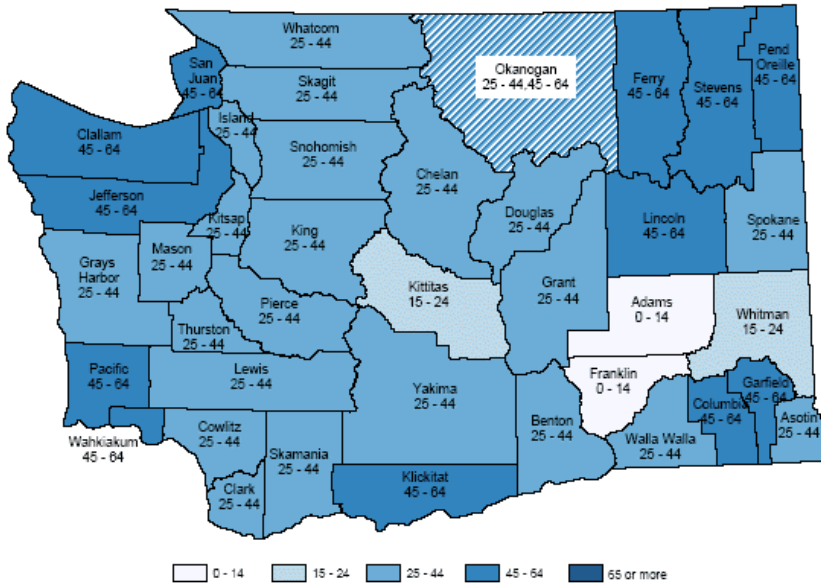 Whatcom
25 - 44
San
Juan
45 - 64
Skagit
25 - 44
Okanogan
25 - 44,45 - 64
Ferry
45 - 64
Stevens
45 - 64
Pend
Oreille
45 - 64
Island
25 - 44
Clallam
45 - 64
Snohomish
25 - 44
Chelan
25 - 44
Jefferson
45 - 64
Kitsap
25 - 44
King
25 - 44
Douglas
25 - 44
Lincoln
45 - 64
Spokane
25 - 44
Mason
25 - 44
Grays
Harbor
25 - 44
Kittitas
15 - 24
Grant
25 - 44
Adams
0 - 14
Whitman
15 - 24
Pierce
25 - 44
Thurston
25 - 44
Pacific
45 - 64
Lewis
25 - 44
Yakima
25 - 44
Franklin
0 - 14
Garfield
45 - 64
Columbia
45 - 64
Asotin
25 - 44
Benton
25 - 44
Walla Walla
25 - 44
Wahkiakum
45 - 64
Cowlitz
25 - 44
Skamania
25 - 44
Klickitat
45 - 64
Clark
25 - 44
0 - 14 15 - 24 25 - 44 45 - 64 65 or more